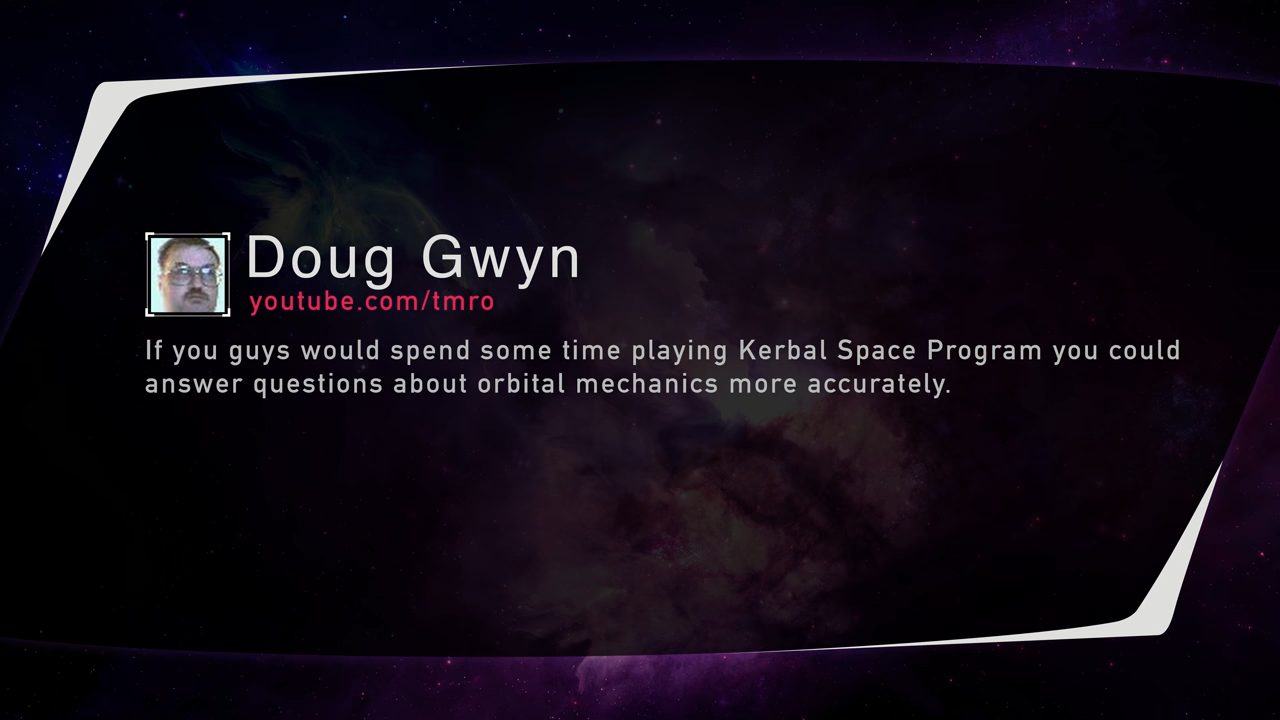 Doug Gwyn
youtube.com/tmro
If you guys would spend some time playing Kerbal Space Program you could
answer questions about orbital mechanics more accurately.